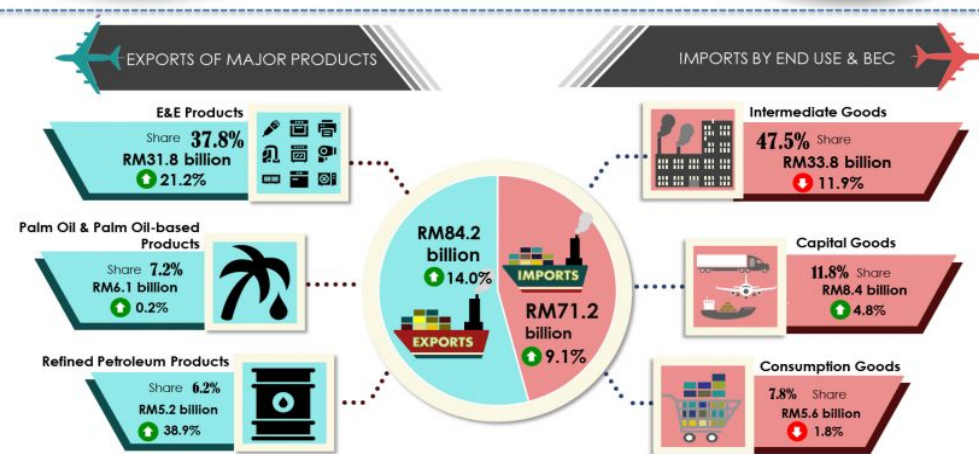 EXPORTS OF MAJOR PRODUCTS
IMPORTS BY END USE & BEC
E&E Products
Share 37.8%
RM31.8 billion
21.2%
Palm Oil & Palm Oil-based
Products
Share 7.2%
RM6.1 billion
0.2%
Refined Petroleum Products
Share 6.2%
RM5.2 billion
38.9%
RM84.2
billion
14.0%
EXPORTS
IMPORTS
RM71.2
billion
9.1%
Intermediate Goods
47.5% Share
RM33.8 billion
11.9%
Capital Goods
11.8% Share
RM8.4 billion
4.8%
Consumption Goods
7.8% Share
RM5.6 billion
1.8%